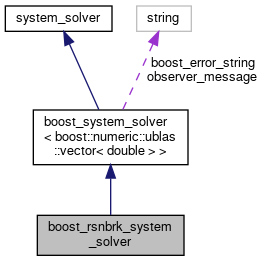 system_solver
string
boost_error_string
observer_message
boost_system_solver
< boost::numeric::ublas
::vector< double > >
boost_rsnbrk_system
_solver